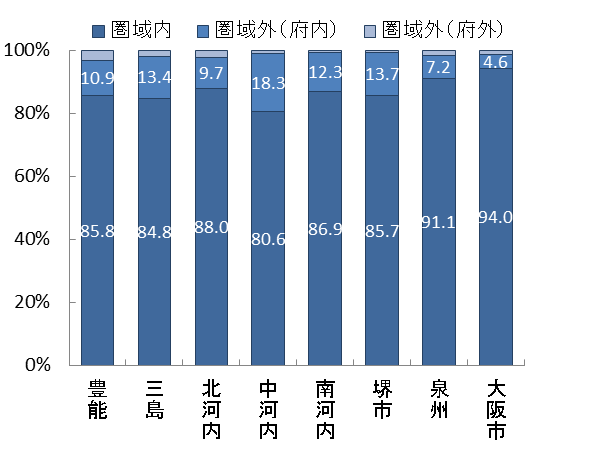 圏域内 圏域外(府内) 圏域外(府外)
100%
80%
60%
40%
20%
0%
10.9 13.4 9.7 18.3 12.3 13.7 7.2 4.6
85.8 84.8 88.0 80.6 86.9 85.7 91.1 94.0
豊能 三島 北河内 中河内 南河内 堺市 泉州 大阪市